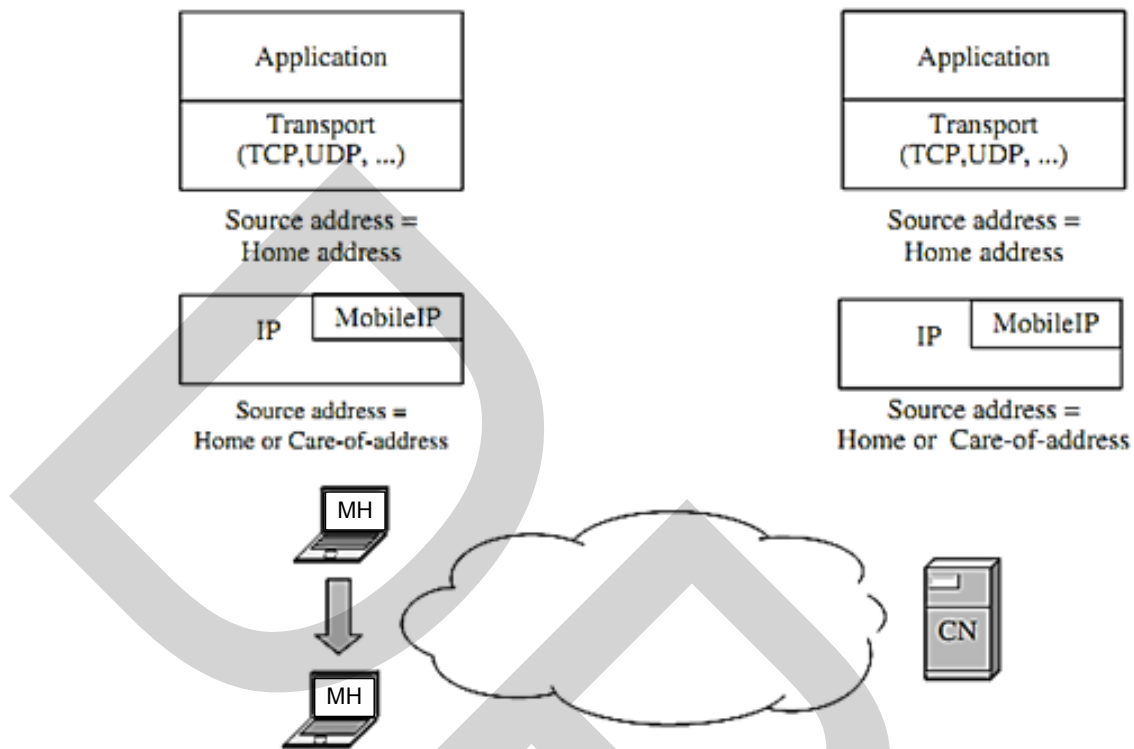 Application
Transport
(TCP,UDP, ...)
Source address =
Home address
IP
MobileIP
Source address =
Home or Care-of-address
MH
MH
Application
Transport
(TCP,UDP, ...)
Source address =
Home address
IP
MobileIP
Source address =
Home or Care-of-address
CN